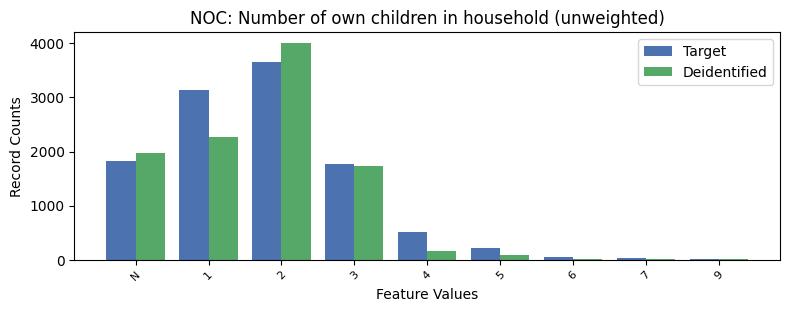 NOC: Number of own children in household (unweighted)
Target
Deidentified
Record Counts
4000
3000
2000
1000
0
N 1 2 3 4 5 6 7 9
Feature Values